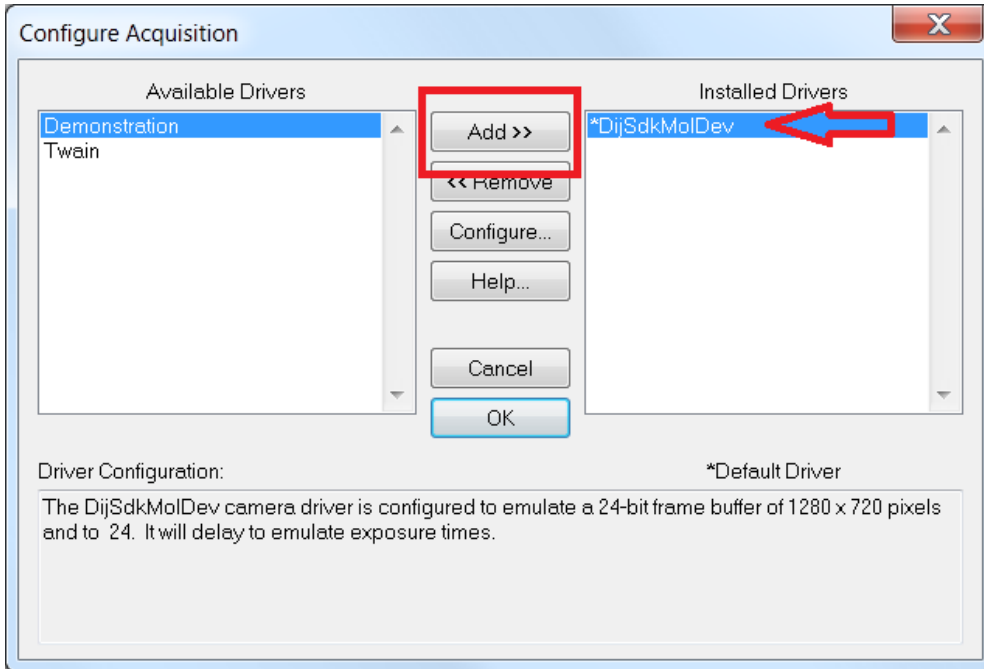 Configure Acquisition
Available Drivers
Installed Drivers
Demonstration
Twain
Add >>
<< Remove
Configure...
Help...
Cancel
OK
*DijSdkMolDev
Driver Configuration:
*Default Driver
The DijSdkMolDev camera driver is configured to emulate a 24-bit frame buffer of 1280 x 720 pixels
and to  24.  It will delay to emulate exposure times.